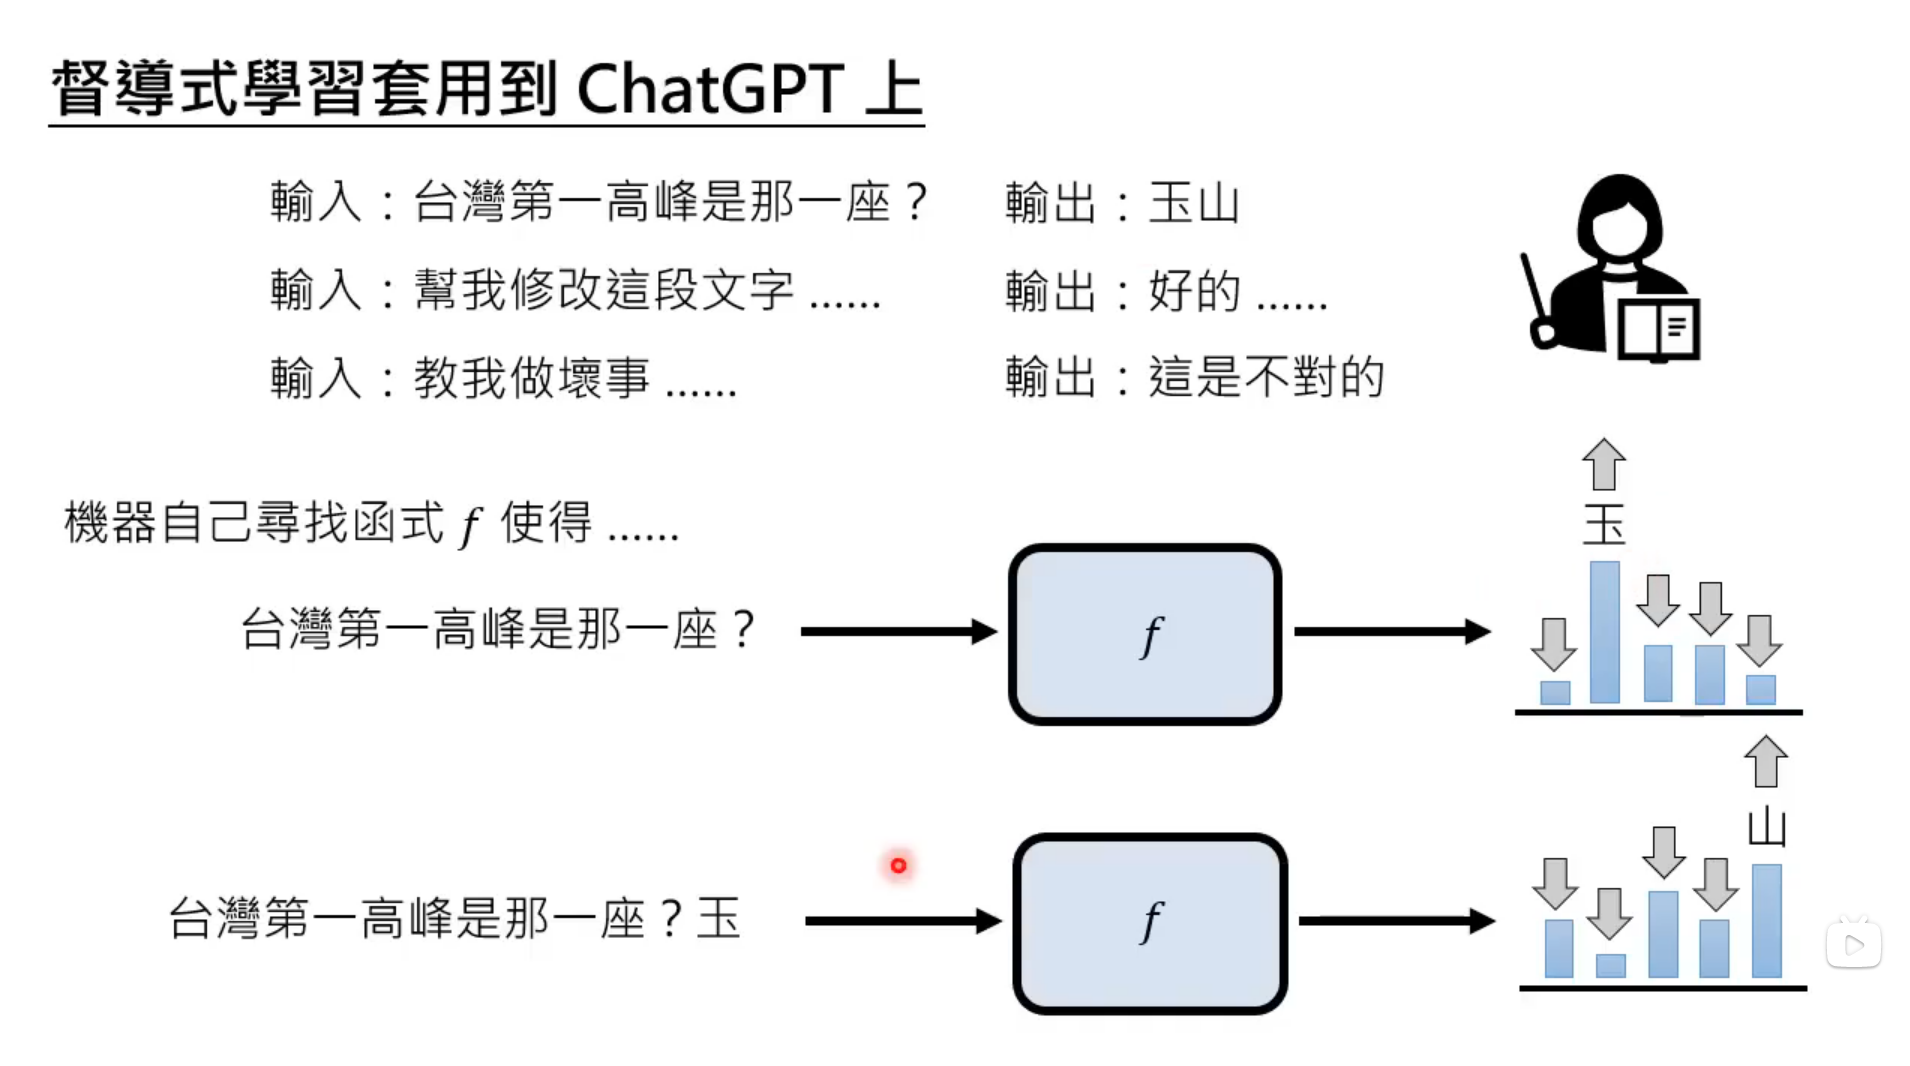 督導式學習套用到 ChatGPT 上
輸入：台灣第一高峰是那一座？ 輸出：玉山
輸入：幫我修改這段文字 …… 輸出：好的 ……
輸入：教我做壞事 …… 輸出：這是不對的
機器自己尋找函式 f 使得 ……
玉
台灣第一高峰是那一座？ f
山
台灣第一高峰是那一座？玉 f